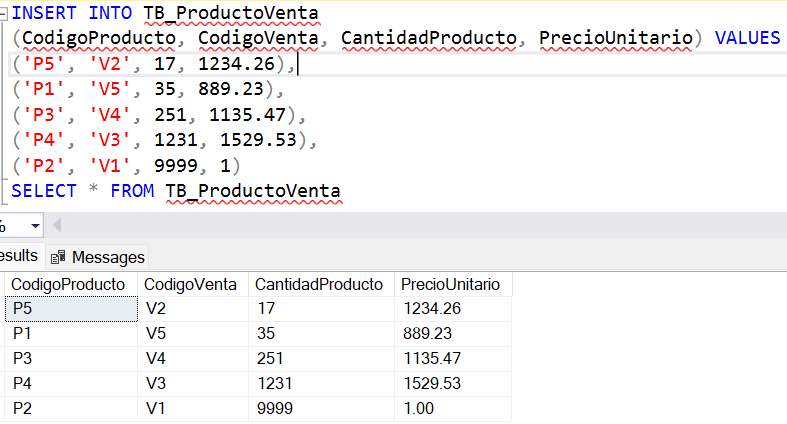 INSERT INTO TB_ProductoVenta
(CodigoProducto, CodigoVenta, CantidadProducto, PrecioUnitario) VALUES
('P5', 'V2', 17, 1234.26),
('P1', 'V5', 35, 889.23),
('P3', 'V4', 251, 1135.47),
('P4', 'V3', 1231, 1529.53),
('P2', 'V1', 9999, 1)
SELECT * FROM TB_ProductoVenta
%
esults Messages
CodigoProducto CodigoVenta CantidadProducto PrecioUnitario
P5 V2 17 1234.26
P1 V5 35 889.23
P3 V4 251 1135.47
P4 V3 1231 1529.53
P2 V1 9999 1.00